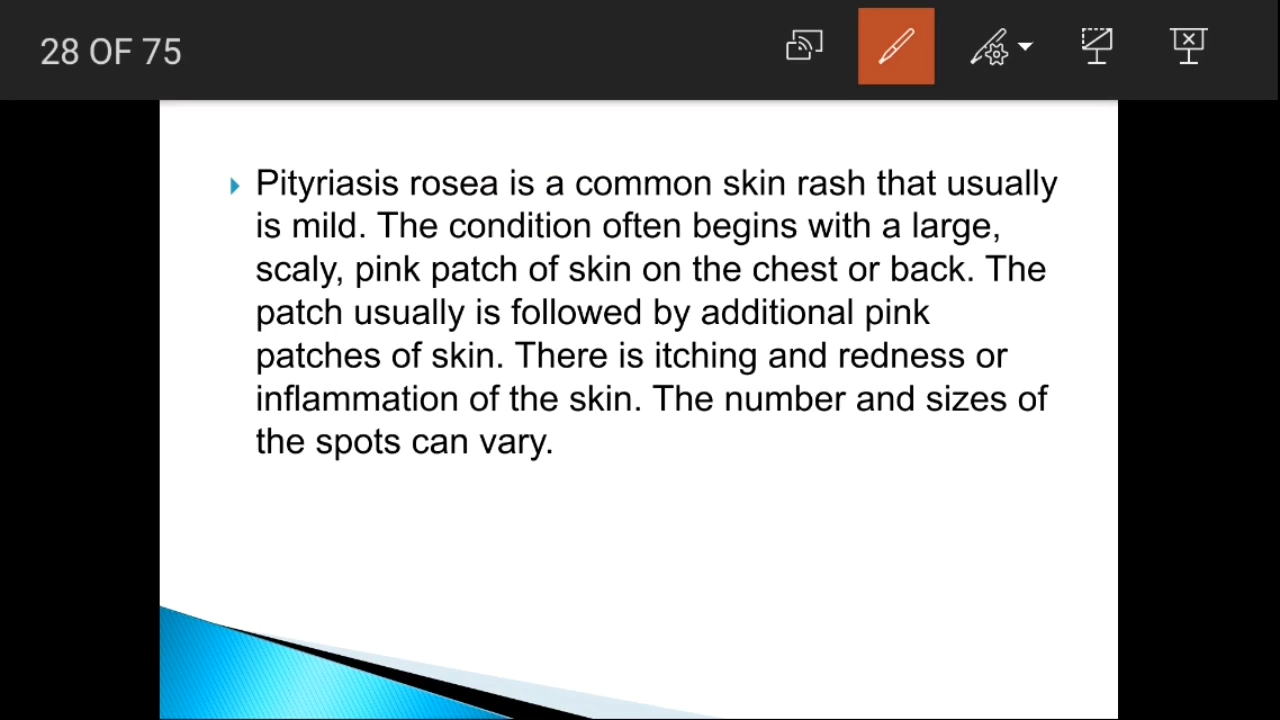 28 OF 75
Pityriasis rosea is a common skin rash that usually
is mild. The condition often begins with a large,
scaly, pink patch of skin on the chest or back. The
patch usually is followed by additional pink
patches of skin. There is itching and redness or
inflammation of the skin. The number and sizes of
the spots can vary.